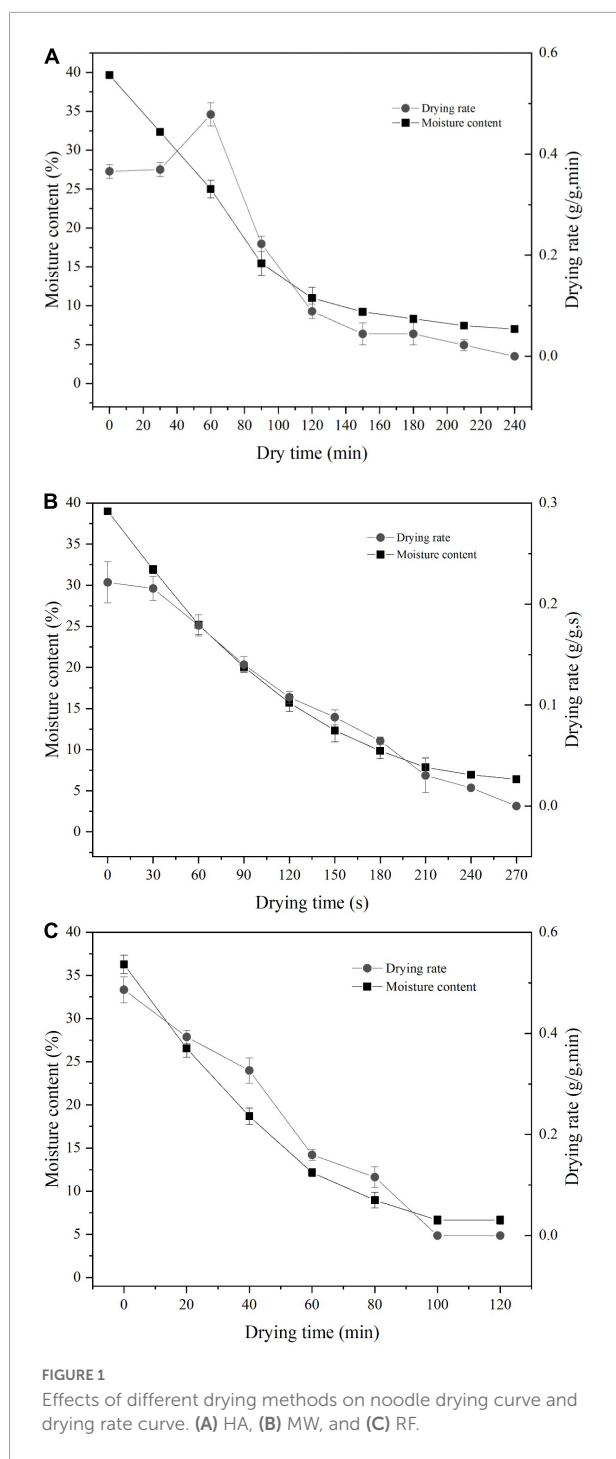 A
Moisture content (%)
40
35
30
25
20
15
10
5
0
Drying rate
Moisture content
0.6
0.4
0.2
0.0
Drying rate (g/g,min)
0 20 40 60 80 100 120 140 160 180 200 220 240
Dry time (min)
B
Moisture content (%)
40
35
30
25
20
15
10
5
0
Drying rate
Moisture content
0.3
0.2
0.1
0.0
Drying rate (g/g,s)
0 30 60 90 120 150 180 210 240 270
Drying time (s)
C
Moisture content (%)
40
35
30
25
20
15
10
5
0
Drying rate
Moisture content
0.6
0.4
0.2
0.0
Drying rate (g/g,min)
0 20 40 60 80 100 120
Drying time (min)
FIGURE 1
Effects of different drying methods on noodle drying curve and
drying rate curve. (A) HA, (B) MW, and (C) RF.